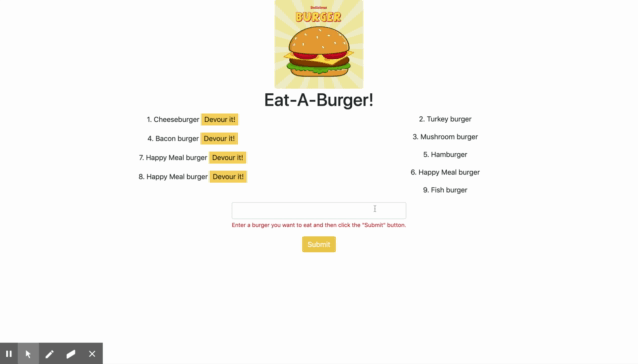 Delicious
BURGER
Eat-A-Burger!
1. Cheeseburger Devour it!
4. Bacon burger Devour it!
7. Happy Meal burger Devour it!
8. Happy Meal burger Devour it!
2. Turkey burger
3. Mushroom burger
5. Hamburger
6. Happy Meal burger
9. Fish burger
Enter a burger you want to eat and then click the "Submit" button.
Submit